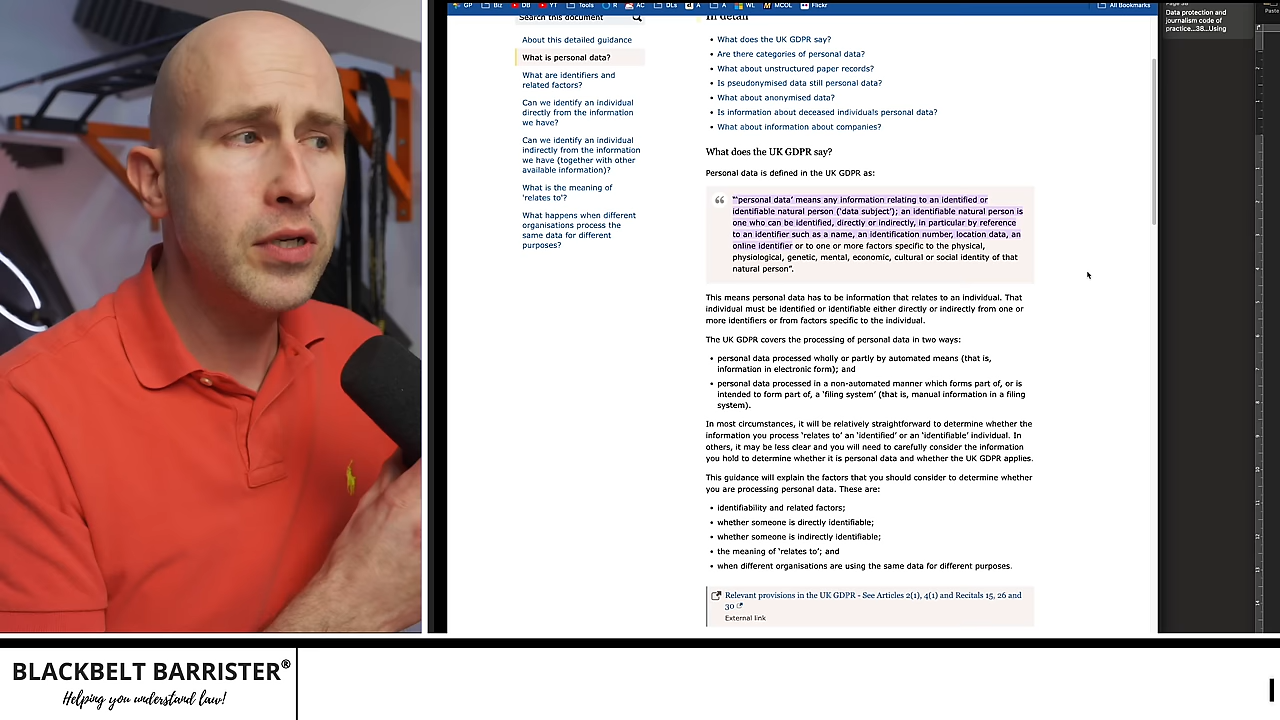 GP Biz DB YT Tools R AC DLs A A WL MCOL Flickr All Bookmarks
Search this document
About this detailed guidance
What is personal data?
What are identifiers and
related factors?
Can we identify an individual
directly from the information
we have?
Can we identify an individual
indirectly from the information
we have (together with other
available information)?
What is the meaning of
'relates to'?
What happens when different
organisations process the
same data for different
purposes?
In detail
• What does the UK GDPR say?
• Are there categories of personal data?
• What about unstructured paper records?
• Is pseudonymised data still personal data?
• What about anonymised data?
• Is information about deceased individuals personal data?
• What about information about companies?
What does the UK GDPR say?
Personal data is defined in the UK GDPR as:
"'personal data' means any information relating to an identified or
identifiable natural person ('data subject'); an identifiable natural person is
one who can be identified, directly or indirectly, in particular by reference
to an identifier such as a name, an identification number, location data, an
online identifier or to one or more factors specific to the physical,
physiological, genetic, mental, economic, cultural or social identity of that
natural person".
This means personal data has to be information that relates to an individual. That
individual must be identified or identifiable either directly or indirectly from one or
more identifiers or from factors specific to the individual.
The UK GDPR covers the processing of personal data in two ways:
• personal data processed wholly or partly by automated means (that is,
information in electronic form); and
• personal data processed in a non-automated manner which forms part of, or is
intended to form part of, a 'filing system' (that is, manual information in a filing
system).
In most circumstances, it will be relatively straightforward to determine whether the
information you process 'relates to' an 'identified' or an 'identifiable' individual. In
others, it may be less clear and you will need to carefully consider the information
you hold to determine whether it is personal data and whether the UK GDPR applies.
This guidance will explain the factors that you should consider to determine whether
you are processing personal data. These are:
• identifiability and related factors;
• whether someone is directly identifiable;
• whether someone is indirectly identifiable;
• the meaning of 'relates to'; and
• when different organisations are using the same data for different purposes.
Relevant provisions in the UK GDPR - See Articles 2(1), 4(1) and Recitals 15, 26 and
30
External link
Data protection and
journalism code of
practice...38...Using
Paste
BLACKBELT BARRISTER®
Helping you understand law!